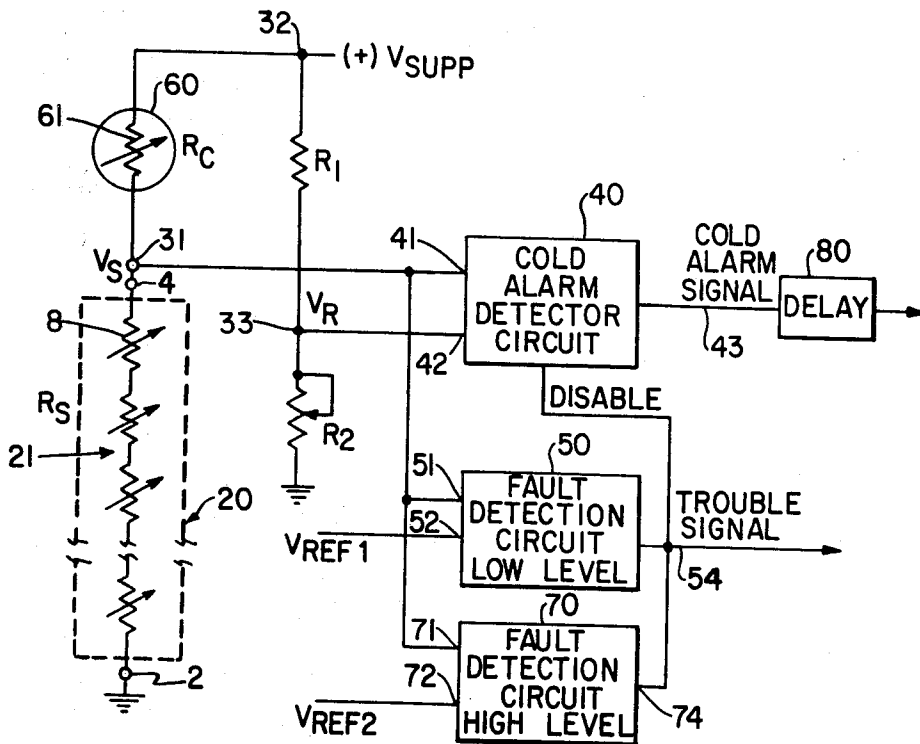 32
(+) VSUPP
60
61
RC
R1
40
31
41
COLD
ALARM
SIGNAL
80
VS
4
COLD
ALARM
DETECTOR
CIRCUIT
DELAY
8
VR
33
42
43
DISABLE
RS
R2
50
21
51
FAULT
DETECTION
CIRCUIT
LOW LEVEL
TROUBLE
SIGNAL
20
52
VREF1
54
70
71
FAULT
DETECTION
CIRCUIT
HIGH LEVEL
2
72
74
VREF2